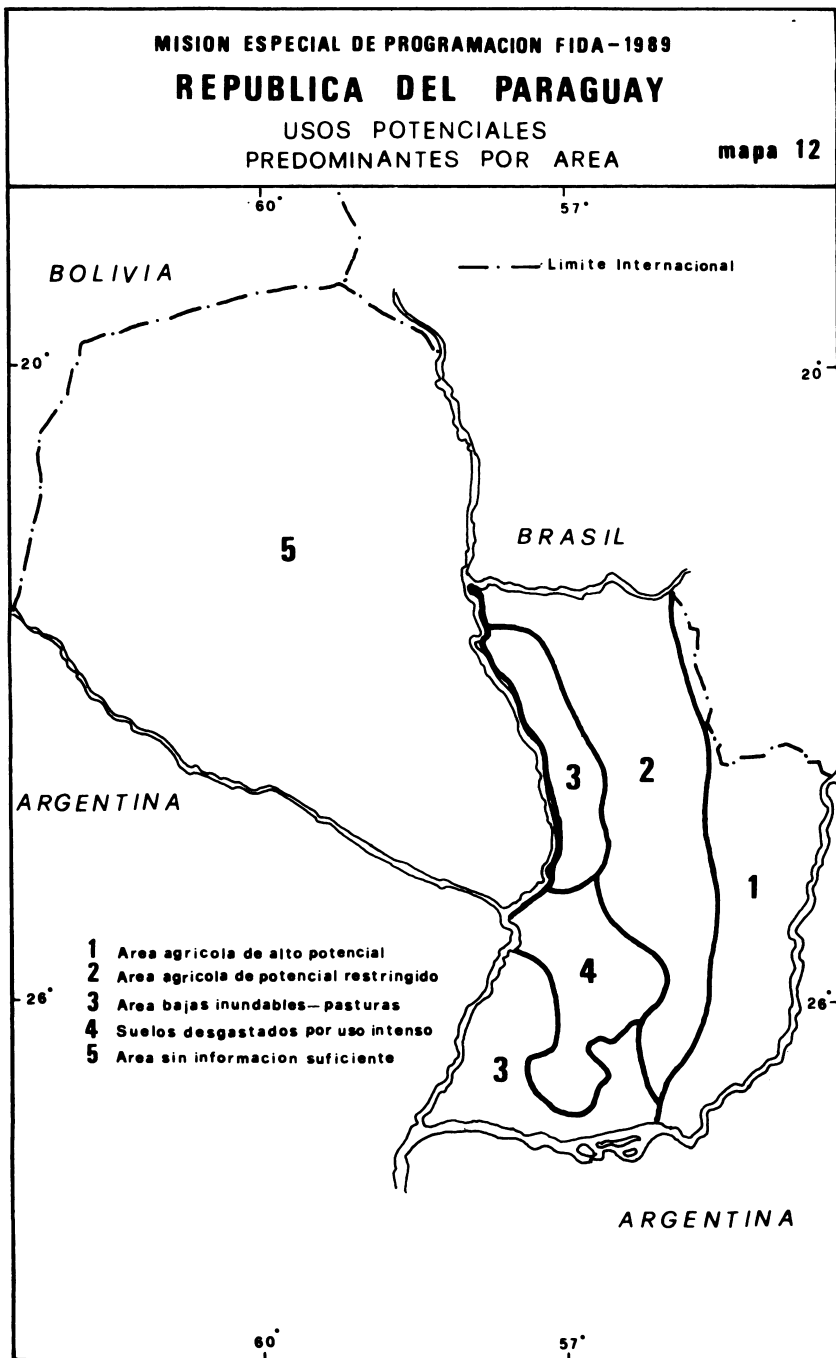 MISION ESPECIAL DE PROGRAMACION FIDA-1989
REPUBLICA DEL PARAGUAY
USOS POTENCIALES
PREDOMINANTES POR AREA
mapa 12
60°
57°
BOLIVIA
Limite Internacional
20°
20°
BRASIL
5
3
2
ARGENTINA
1
1 Area agricola de alto potencial
2 Area agricola de potencial restringido
3 Area bajas inundables—pasturas
4 Suelos desgastados por uso intenso
5 Area sin informacion suficiente
4
26°
26°
3
ARGENTINA
60°
57°